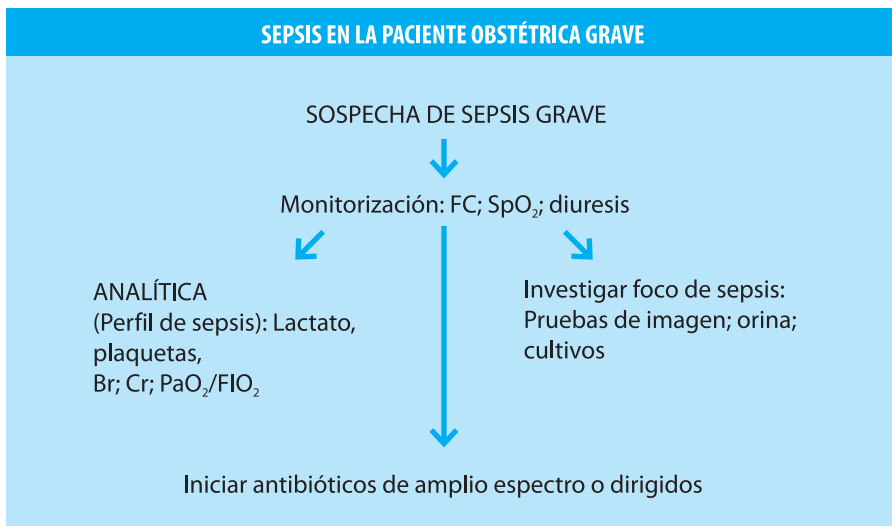 SEPSIS EN LA PACIENTE OBSTÉTRICA GRAVE
SOSPECHA DE SEPSIS GRAVE
Monitorización: FC; SpO₂; diuresis
ANALÍTICA
(Perfil de sepsis): Lactato,
plaquetas,
Br; Cr; PaO₂/FIO₂
Investigar foco de sepsis:
Pruebas de imagen; orina;
cultivos
Iniciar antibióticos de amplio espectro o dirigidos